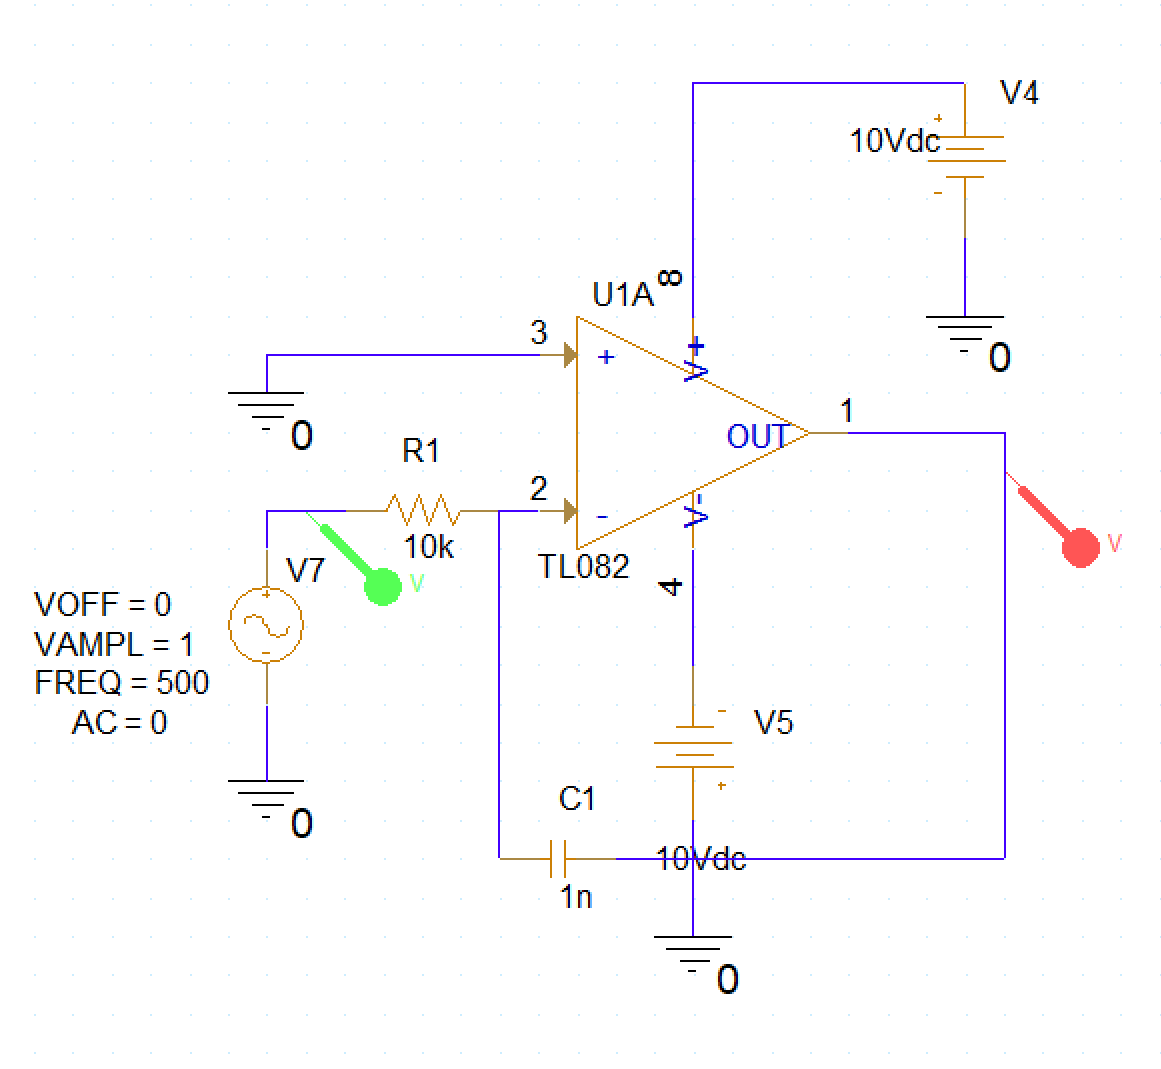 V4
10Vdc
+
-
8
U1A
3
+
V+
0
0
1
OUT
R1
2
-
V-
10k
TL082
V
V
V7
4
+
-
VOFF = 0
VAMPL = 1
FREQ = 500
AC = 0
-
V5
+
C1
0
10Vdc
1n
0